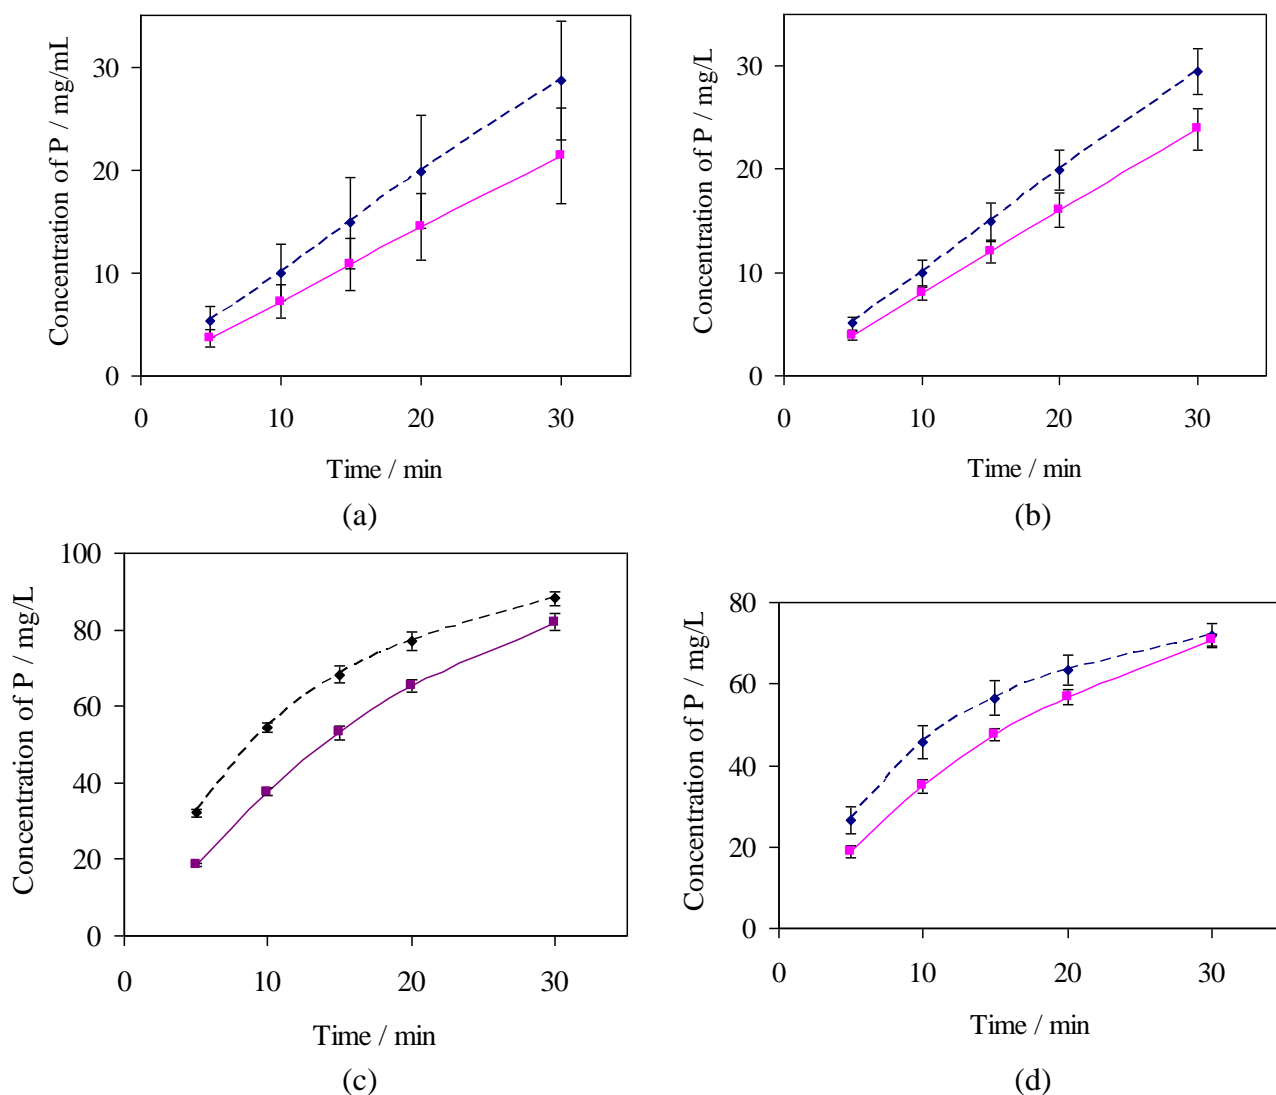 Concentration of P / mg/mL
30
20
10
0
0 10 20 30
Time / min
(a)
Concentration of P / mg/L
30
20
10
0
0 10 20 30
Time / min
(b)
Concentration of P / mg/L
100
80
60
40
20
0
0 10 20 30
Time / min
(c)
Concentration of P / mg/L
80
60
40
20
0
0 10 20 30
Time / min
(d)